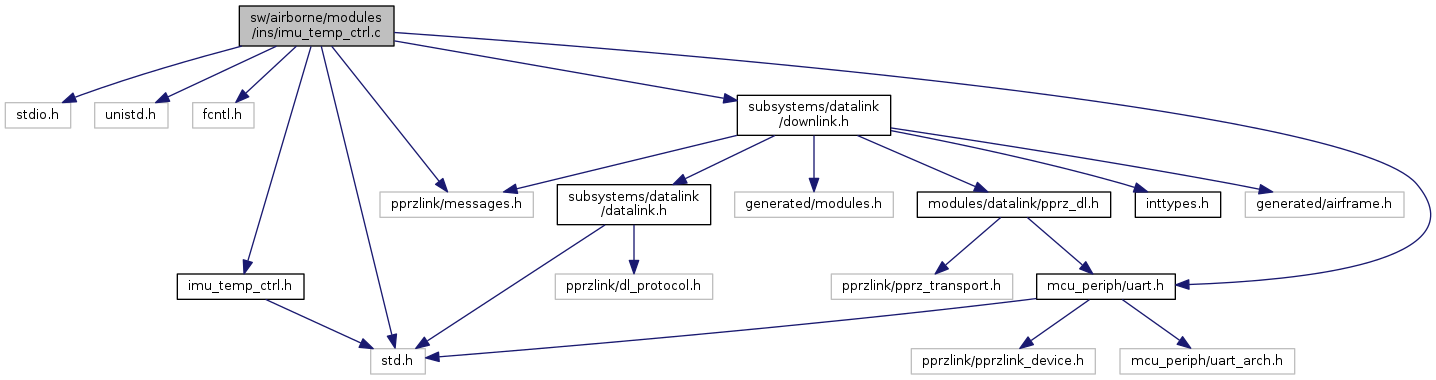 sw/airborne/modules
/ins/imu_temp_ctrl.c
stdio.h
unistd.h
fcntl.h
subsystems/datalink
/downlink.h
pprzlink/messages.h
subsystems/datalink
/datalink.h
generated/modules.h
modules/datalink/pprz_dl.h
inttypes.h
generated/airframe.h
imu_temp_ctrl.h
pprzlink/dl_protocol.h
pprzlink/pprz_transport.h
mcu_periph/uart.h
std.h
pprzlink/pprzlink_device.h
mcu_periph/uart_arch.h